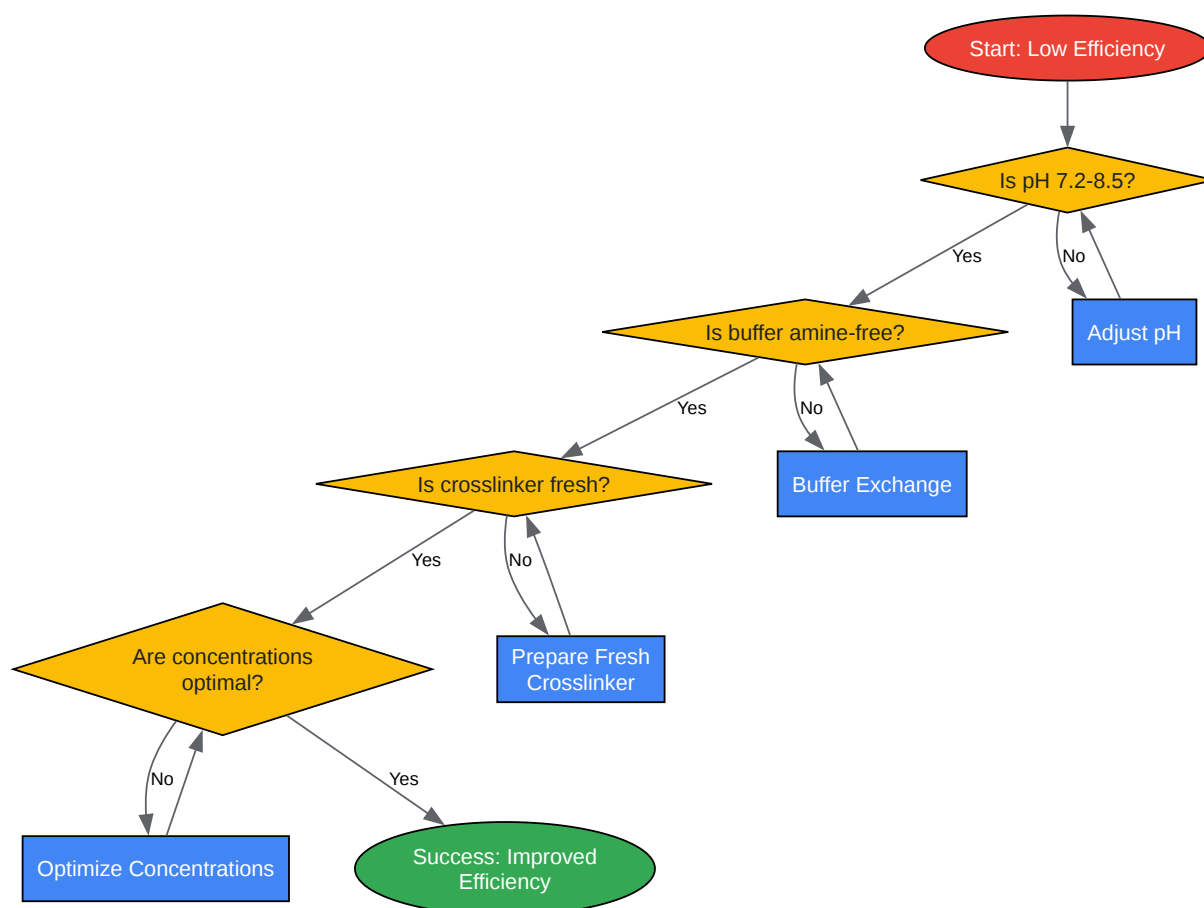 Start: Low Efficiency
Is pH 7.2-8.5?
Yes
No
Is buffer amine-free?
Adjust pH
Yes
No
Is crosslinker fresh?
Buffer Exchange
Yes
No
Are concentrations
optimal?
Prepare Fresh
Crosslinker
No
Yes
Optimize Concentrations
Success: Improved
Efficiency